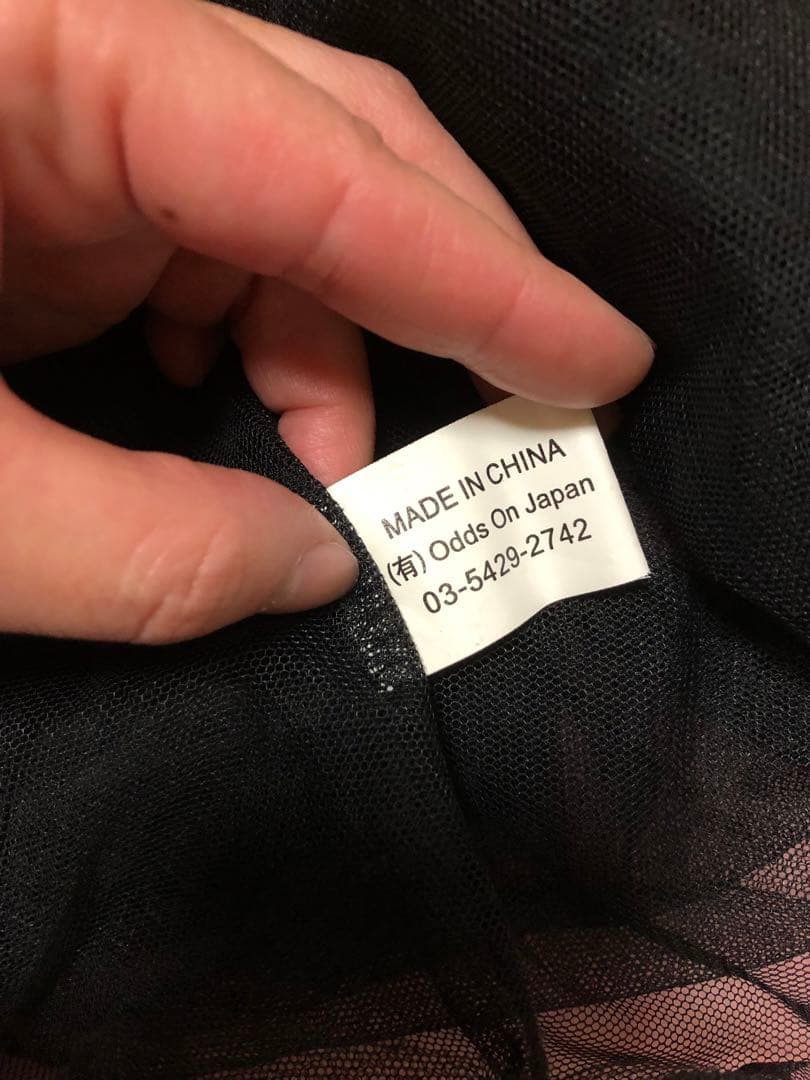 MADE IN CHINA
(有) Odds On Japan
03-5429-2742